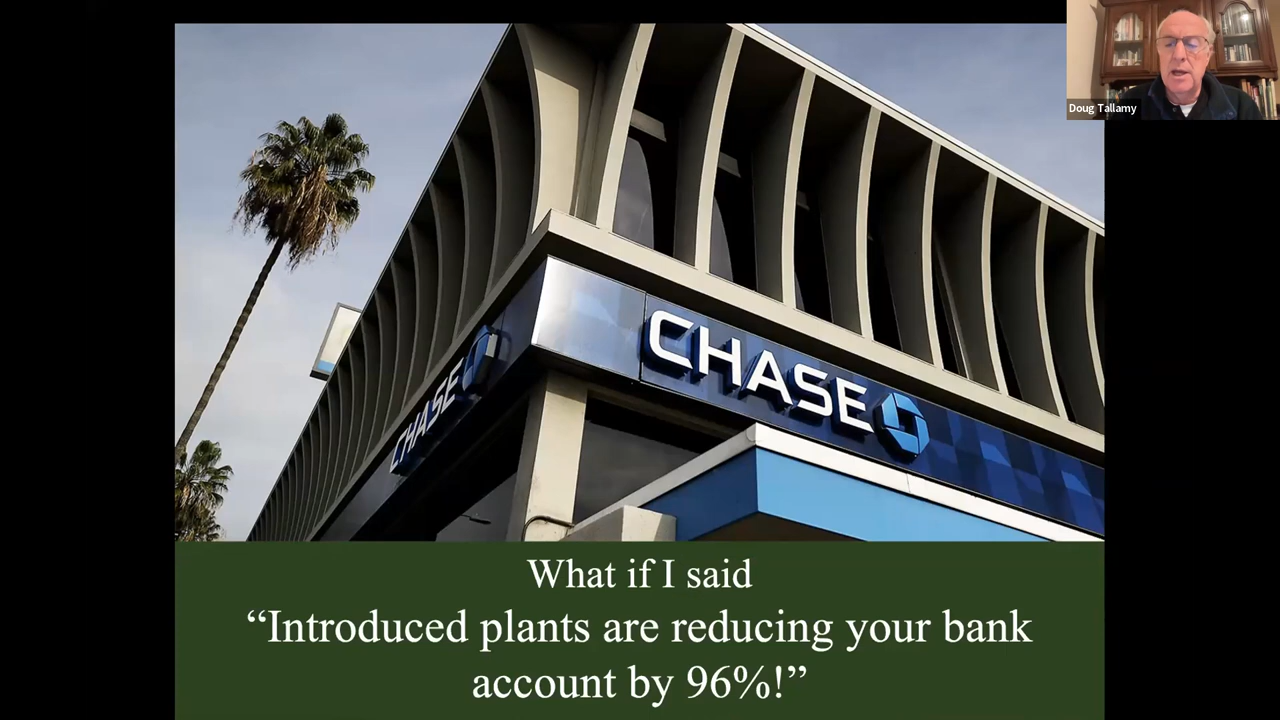 Doug Tallamy
CHASE
CHASE
What if I said
“Introduced plants are reducing your bank
account by 96%!”